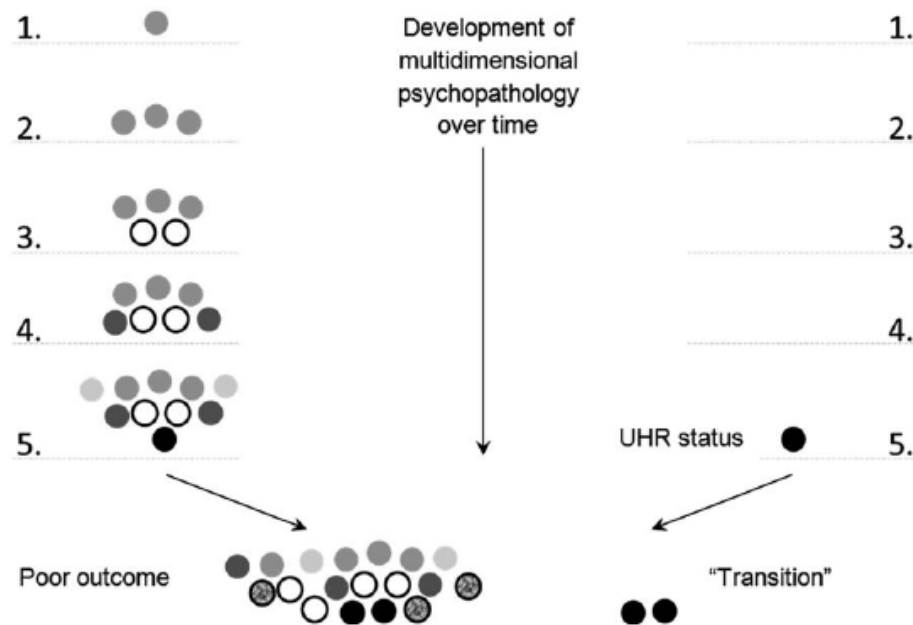 1.
Development of
multidimensional
psychopathology
over time
1.
2.
2.
3.
3.
4.
4.
5.
UHR status
5.
Poor outcome
“Transition”